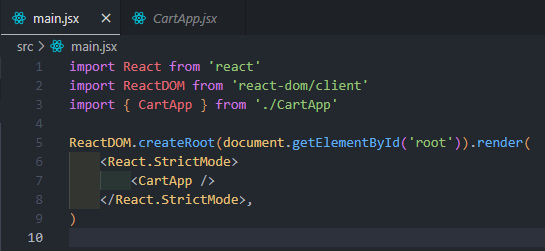 main.jsx × CartApp.jsx
src > main.jsx
1 import React from 'react'
2 import ReactDOM from 'react-dom/client'
3 import { CartApp } from './CartApp'
4
5 ReactDOM.createRoot(document.getElementById('root')).render(
6     <React.StrictMode>
7         <CartApp />
8     </React.StrictMode>,
9 )
10